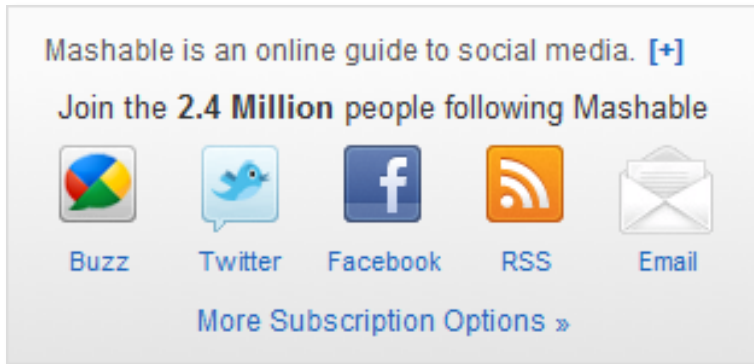 Mashable is an online guide to social media. [+]
Join the 2.4 Million people following Mashable
Buzz Twitter Facebook RSS Email
More Subscription Options »